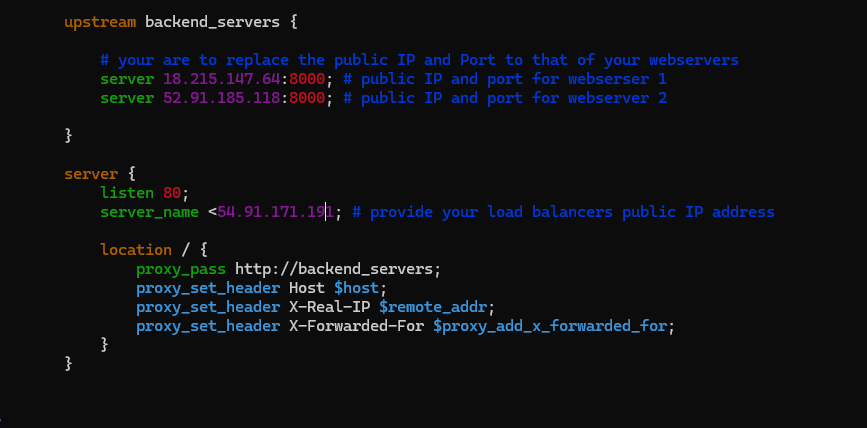 upstream backend_servers {
# your are to replace the public IP and Port to that of your webservers
server 18.215.147.64:8000; # public IP and port for webserser 1
server 52.91.185.118:8000; # public IP and port for webserver 2
}
server {
listen 80;
server_name <54.91.171.191; # provide your load balancers public IP address
location / {
proxy_pass http://backend_servers;
proxy_set_header Host $host;
proxy_set_header X-Real-IP $remote_addr;
proxy_set_header X-Forwarded-For $proxy_add_x_forwarded_for;
}
}